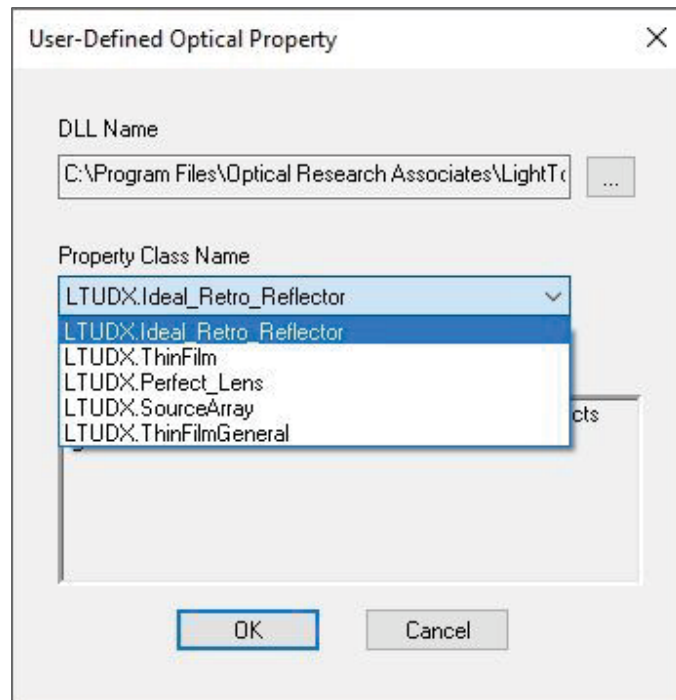 User-Defined Optical Property
DLL Name
C:\Program Files\Optical Research Associates\LightTo
...
Property Class Name
LTUDX.Ideal_Retro_Reflector
LTUDX.Ideal_Retro_Reflector
LTUDX.ThinFilm
LTUDX.Perfect_Lens
LTUDX.SourceArray
LTUDX.ThinFilmGeneral
cts
OK
Cancel